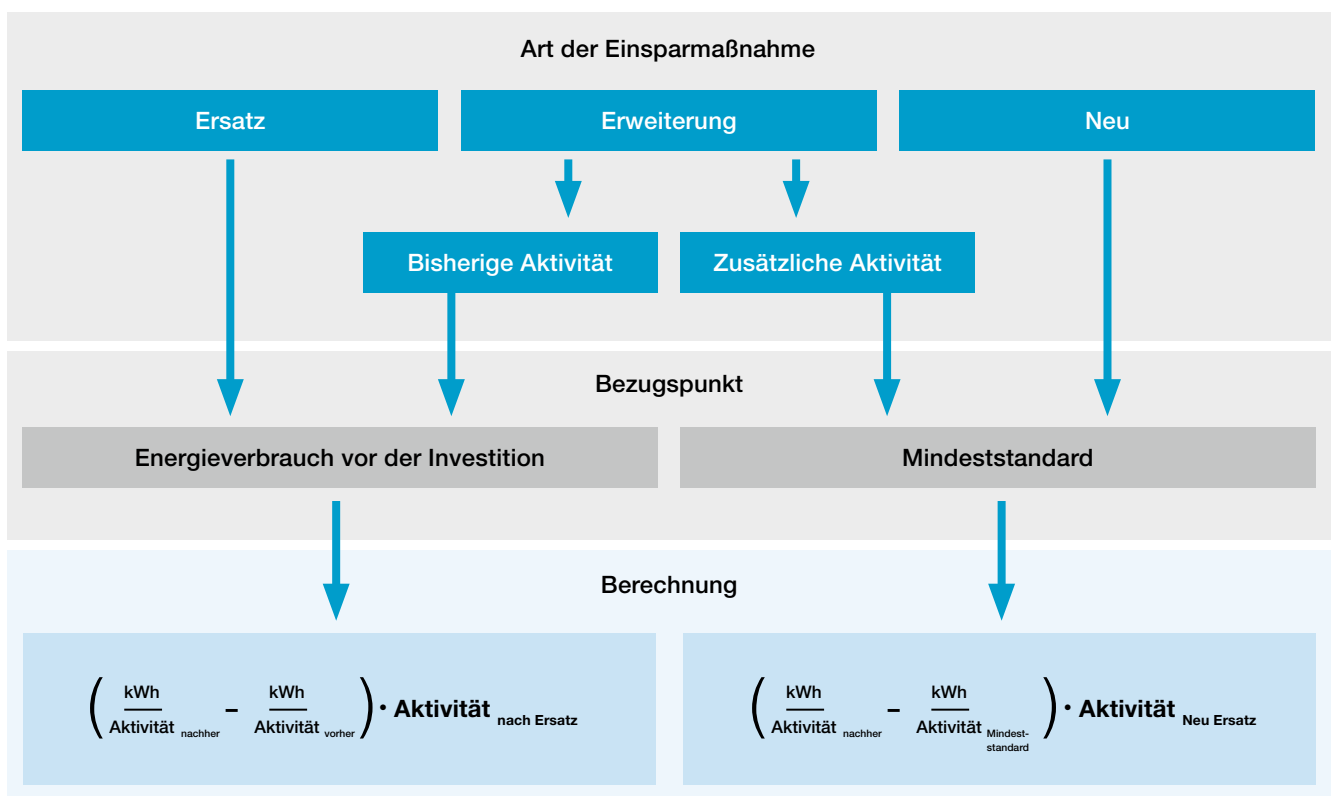 Art der Einsparmaßnahme
Ersatz
Erweiterung
Neu
Bisherige Aktivität
Zusätzliche Aktivität
Bezugspunkt
Energieverbrauch vor der Investition
Mindeststandard
Berechnung
( kWh / Aktivität nachher – kWh / Aktivität vorher ) · Aktivität nach Ersatz
( kWh / Aktivität nachher – kWh / Aktivität Mindest-
standard ) · Aktivität Neu Ersatz